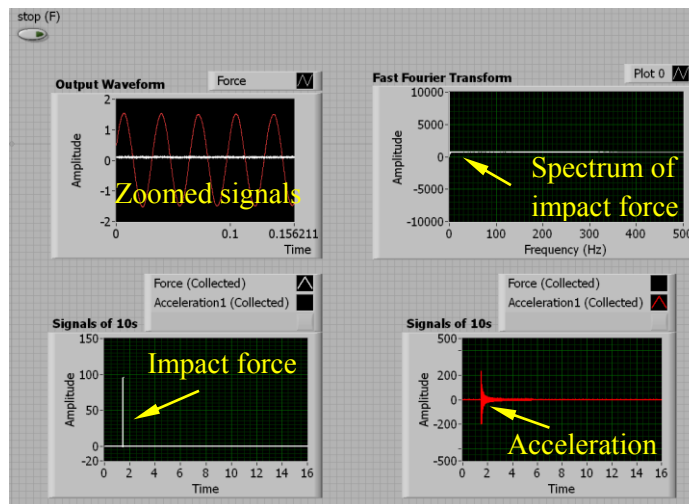 stop (F)
Output Waveform
Force
Amplitude
2
1
0
-1
-2
Zoomed signals
0
0.1
0.156211
Time
Fast Fourier Transform
Plot 0
Amplitude
10000
5000
0
-5000
-10000
Spectrum of
impact force
0
100
200
300
400
500
Frequency (Hz)
Force (Collected)
Acceleration1 (Collected)
Signals of 10s
Amplitude
150
100
50
0
-20
Impact force
0
2
4
6
8
10
12
14
16
Time
Force (Collected)
Acceleration1 (Collected)
Signals of 10s
Amplitude
500
200
0
-200
-500
Acceleration
0
2
4
6
8
10
12
14
16
Time